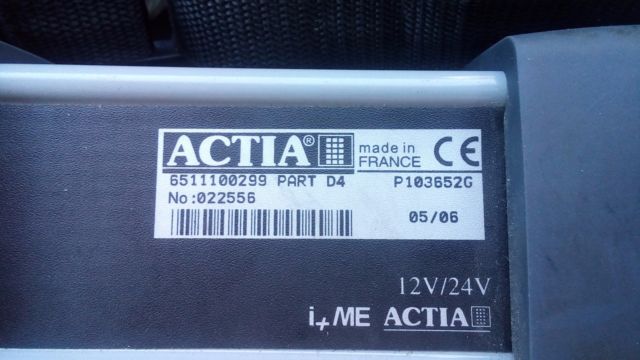 ACTIA® made in FRANCE CE
6511100299 PART D4 P103652G
No:022556
05/06
12V/24V
i+ME ACTIA